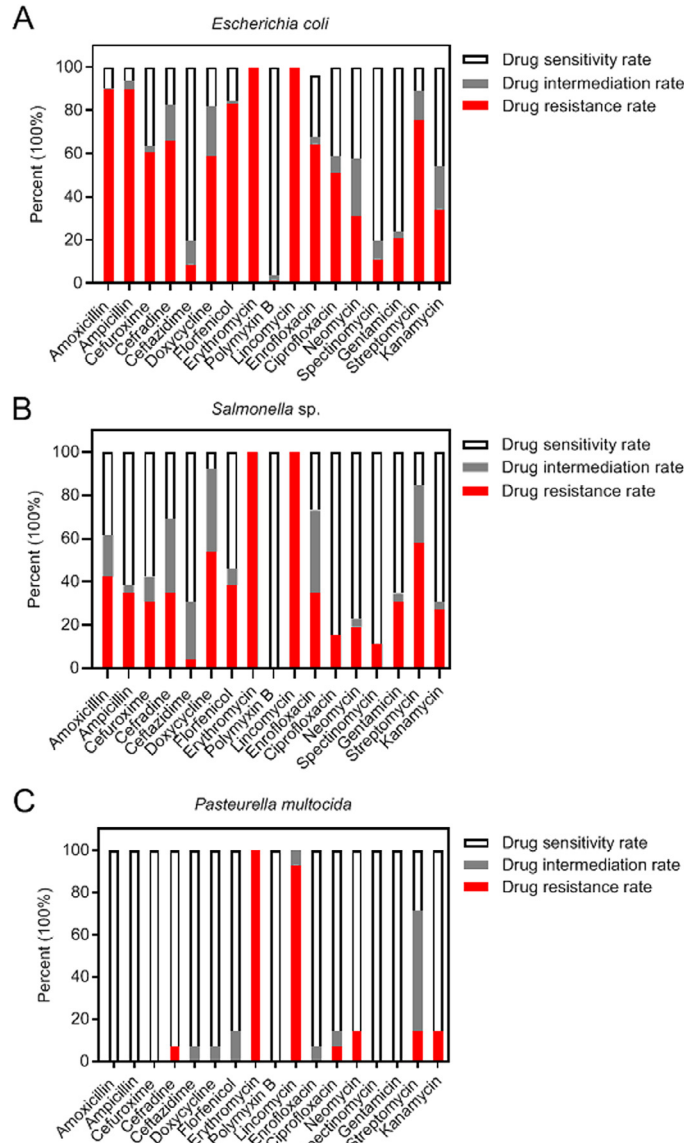 A
Escherichia coli
Drug sensitivity rate
Drug intermediation rate
Drug resistance rate
Percent (100%)
100
80
60
40
20
0
Amoxicillin
Ampicillin
Cefuroxime
Cefradine
Ceftazidime
Doxycycline
Florfenicol
Erythromycin
Polymyxin B
Lincomycin
Enrofloxacin
Ciprofloxacin
Neomycin
Spectinomycin
Gentamicin
Streptomycin
Kanamycin
B
Salmonella sp.
Drug sensitivity rate
Drug intermediation rate
Drug resistance rate
Percent (100%)
100
80
60
40
20
0
Amoxicillin
Ampicillin
Cefuroxime
Cefradine
Ceftazidime
Doxycycline
Florfenicol
Erythromycin
Polymyxin B
Lincomycin
Enrofloxacin
Ciprofloxacin
Neomycin
Spectinomycin
Gentamicin
Streptomycin
Kanamycin
C
Pasteurella multocida
Drug sensitivity rate
Drug intermediation rate
Drug resistance rate
Percent (100%)
100
80
60
40
20
0
Amoxicillin
Ampicillin
Cefuroxime
Cefradine
Ceftazidime
Doxycycline
Florfenicol
Erythromycin
Polymyxin B
Lincomycin
Enrofloxacin
Ciprofloxacin
Neomycin
Spectinomycin
Gentamicin
Streptomycin
Kanamycin